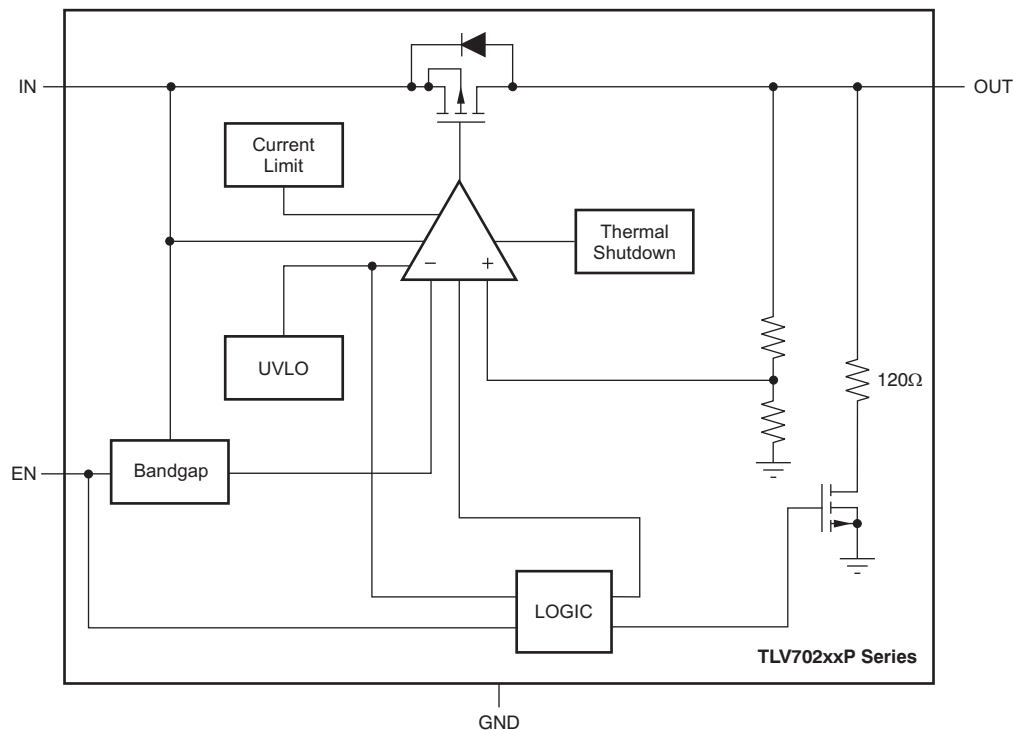 IN
OUT
Current
Limit
Thermal
Shutdown
− +
UVLO
120Ω
EN
Bandgap
LOGIC
TLV702xxP Series
GND